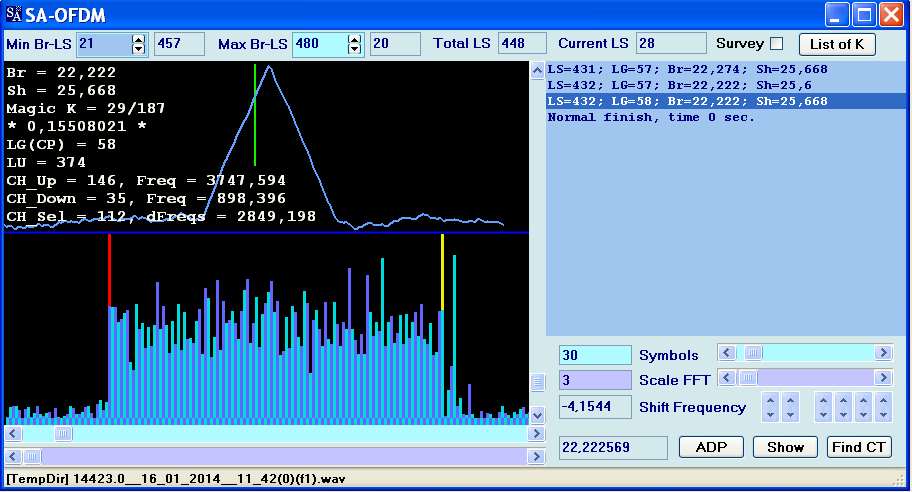 SA-OFDM
Min Br-LS 21 457 Max Br-LS 480 20 Total LS 448 Current LS 28 Survey List of K
Br = 22,222
Sh = 25,668
Magic K = 29/187
* 0,15508021 *
LG(CP) = 58
LU = 374
CH_Up = 146, Freq = 3747,594
CH_Down = 35, Freq = 898,396
CH_Sel = 112, dFreqs = 2849,198
LS=431; LG=57; Br=22,274; Sh=25,668
LS=432; LG=57; Br=22,222; Sh=25,6
LS=432; LG=58; Br=22,222; Sh=25,668
Normal finish, time 0 sec.
30 Symbols
3 Scale FFT
-4,1544 Shift Frequency
22,222569 ADP Show Find CT
[TempDir] 14423.0__16_01_2014__11_42(0)(f1).wav